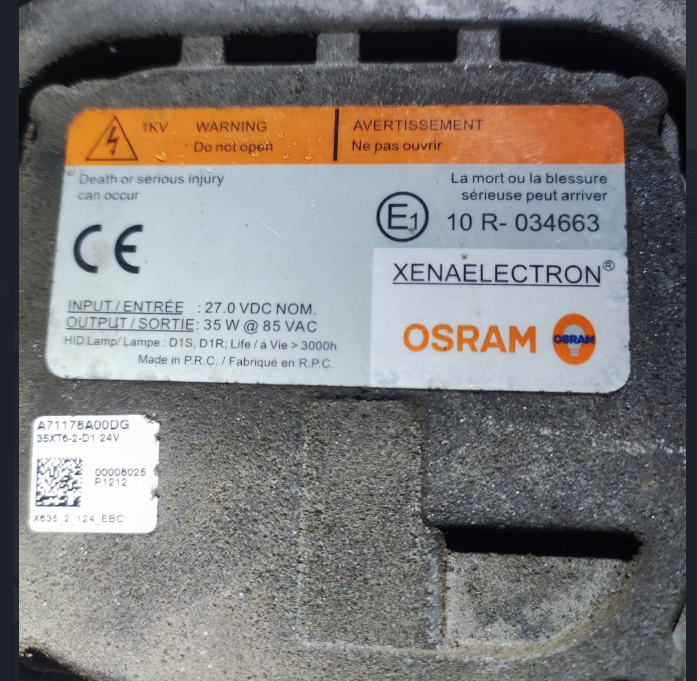 1KV WARNING
Do not open
AVERTISSEMENT
Ne pas ouvrir
Death or serious injury
can occur
La mort ou la blessure
sérieuse peut arriver
E1 10 R- 034663
CE
XENAELECTRON®
INPUT / ENTRÉE : 27.0 VDC NOM.
OUTPUT / SORTIE : 35 W @ 85 VAC
HID Lamp/ Lampe : D1S, D1R; Life / á Vie > 3000h
Made in P.R.C. / Fabriqué en R.P.C.
OSRAM OSRAM
A71178A00DG
35XT6-2-D1 24V
00008025
P1212
X635_2_124_EBC